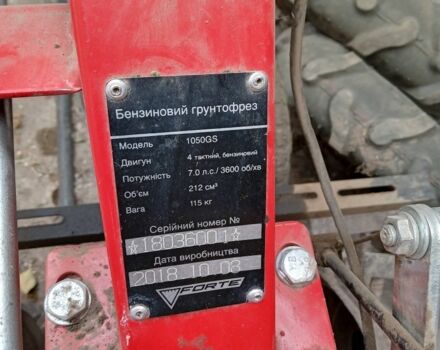 Бензиновий грунтофрез
Модель 1050GS
Двигун 4 тактний, бензиновий
Потужність 7.0 л.с./ 3600 об/хв
Об'єм 212 см³
Вага 115 кг
Серійний номер №
☆18036001☆
Дата виробництва
2018.10.08
FORTE